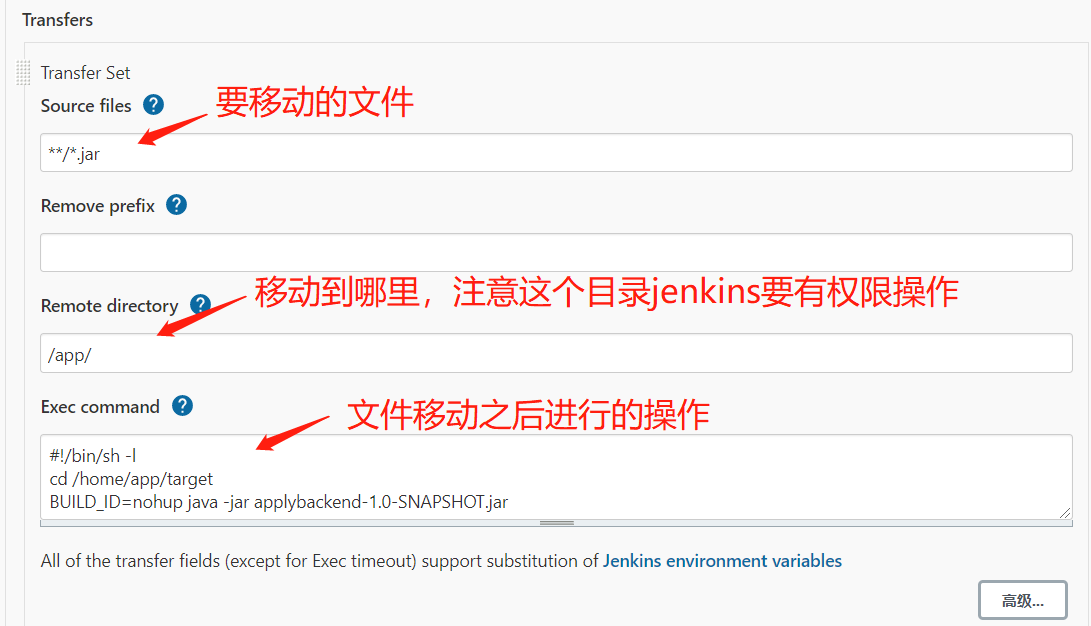 Transfers
Transfer Set
Source files ?
要移动的文件
**/*.jar
Remove prefix ?
移动到哪里，注意这个目录jenkins要有权限操作
Remote directory ?
/app/
Exec command ?
文件移动之后进行的操作
#!/bin/sh -l
cd /home/app/target
BUILD_ID=nohup java -jar applybackend-1.0-SNAPSHOT.jar
All of the transfer fields (except for Exec timeout) support substitution of Jenkins environment variables
高级...